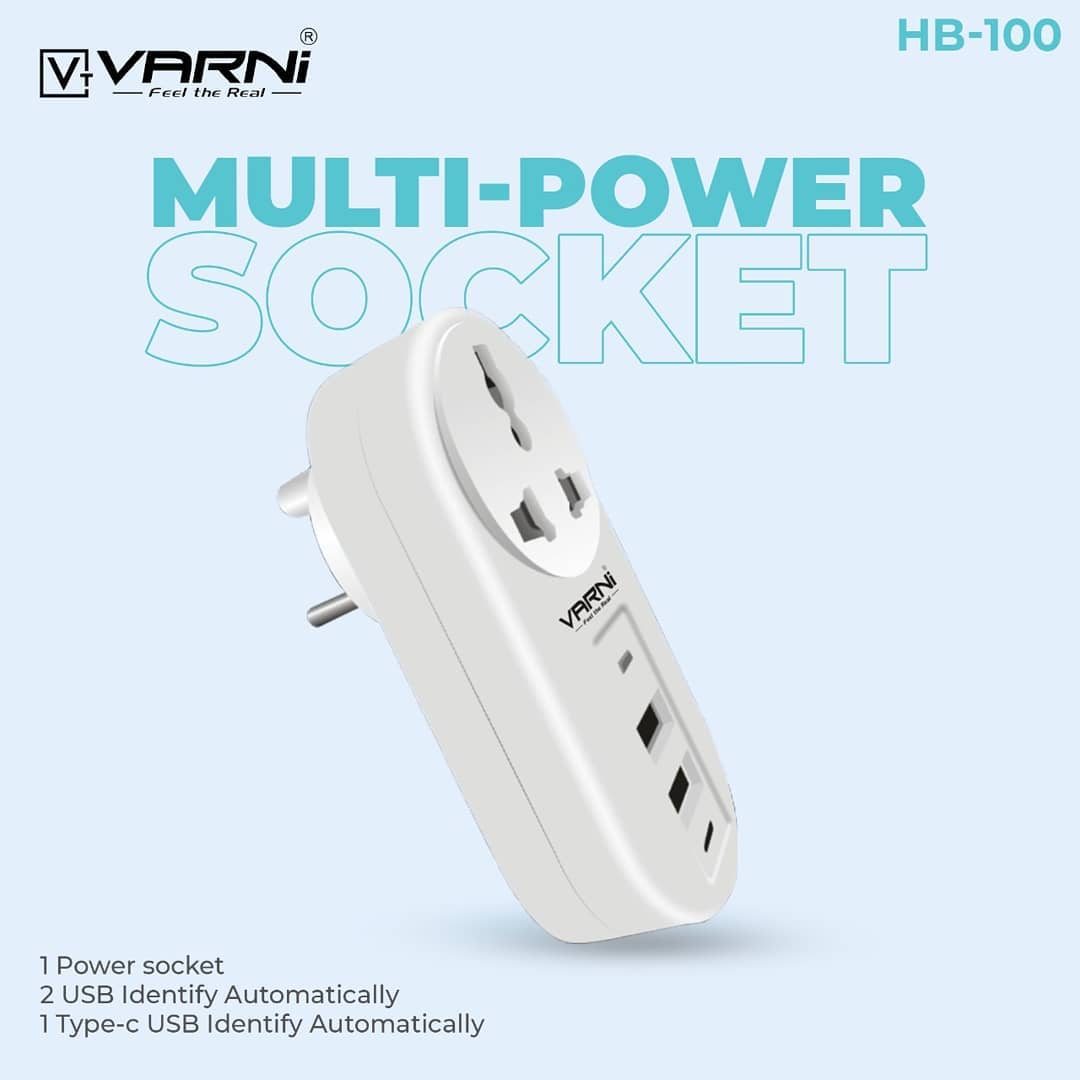 VT VARNi®
Feel the Real
HB-100
MULTI-POWER
SOCKET
VARNi®
Feel the Real
1 Power socket
2 USB Identify Automatically
1 Type-c USB Identify Automatically